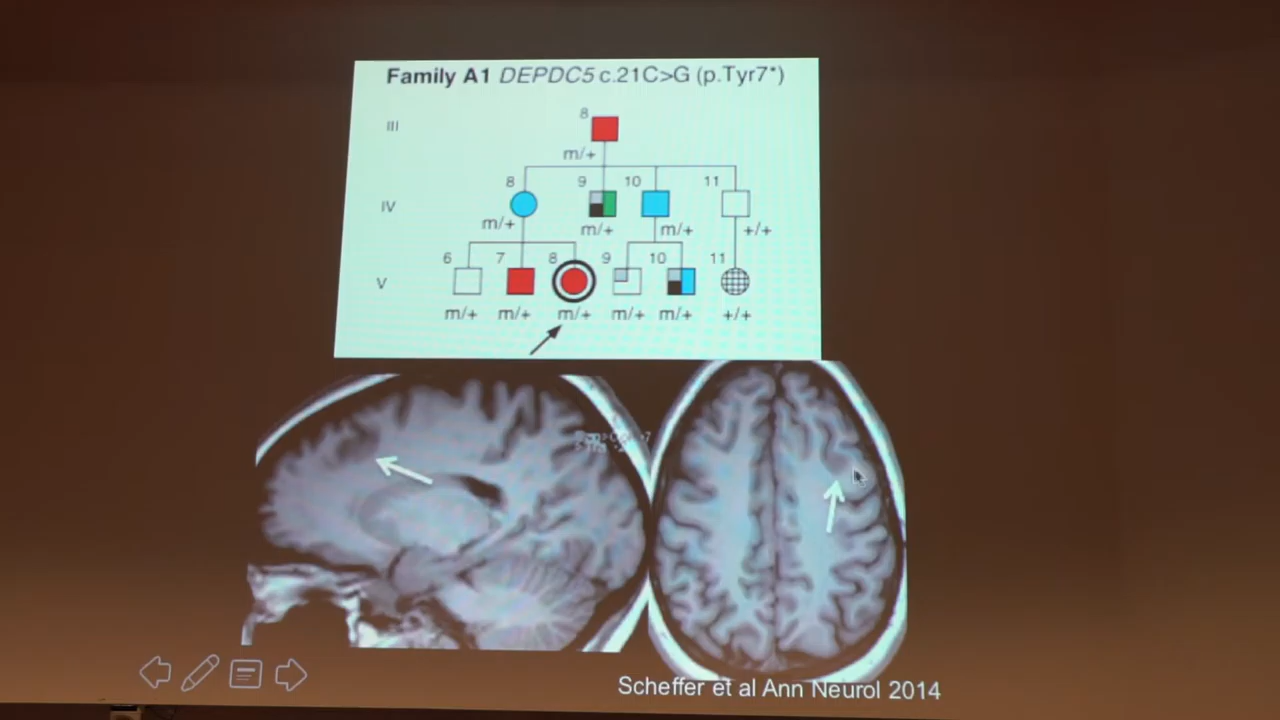 Family A1 DEPDC5 c.21C>G (p.Tyr7*)
8
III
m/+
8 9 10 11
IV
m/+ m/+ m/+ +/+
6 7 8 9 10 11
V
m/+ m/+ m/+ m/+ m/+ +/+
Scheffer et al Ann Neurol 2014